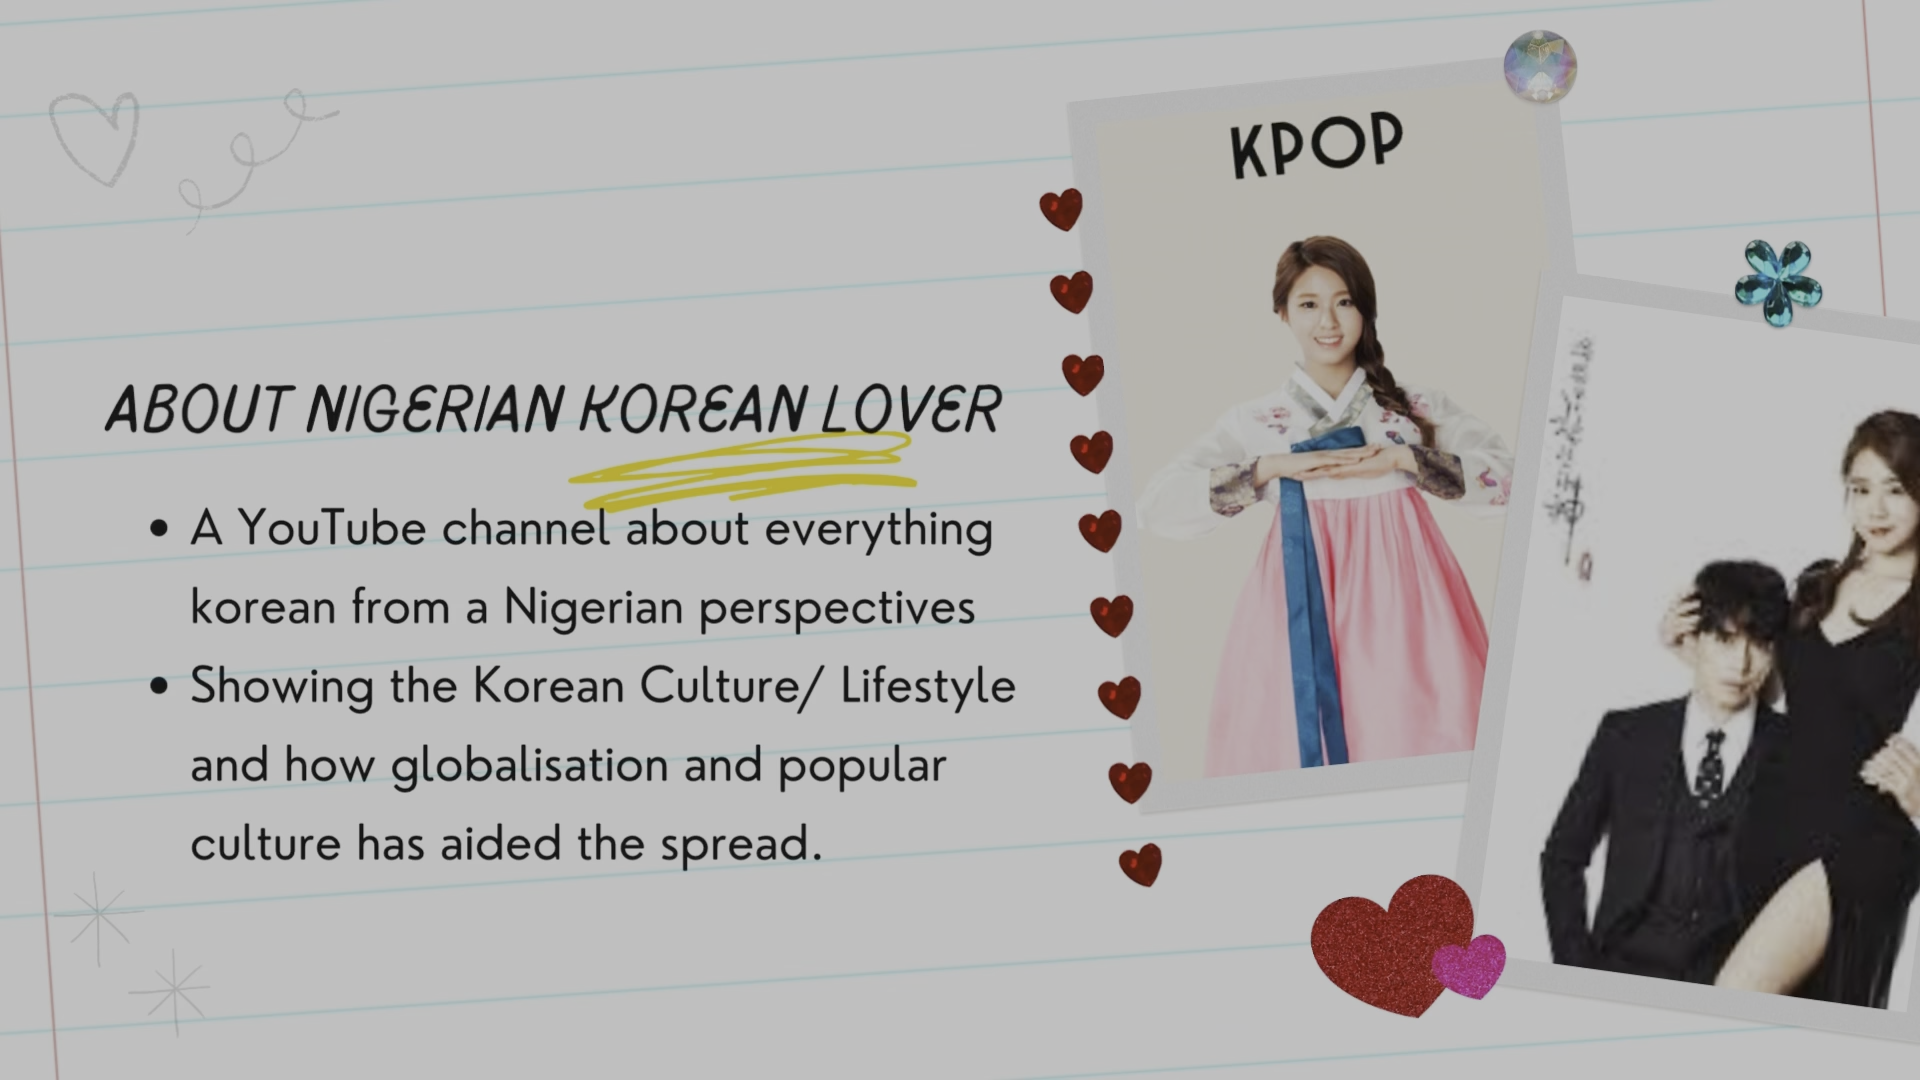 KPOP
ABOUT NIGERIAN KOREAN LOVER
• A YouTube channel about everything
korean from a Nigerian perspectives
• Showing the Korean Culture/ Lifestyle
and how globalisation and popular
culture has aided the spread.